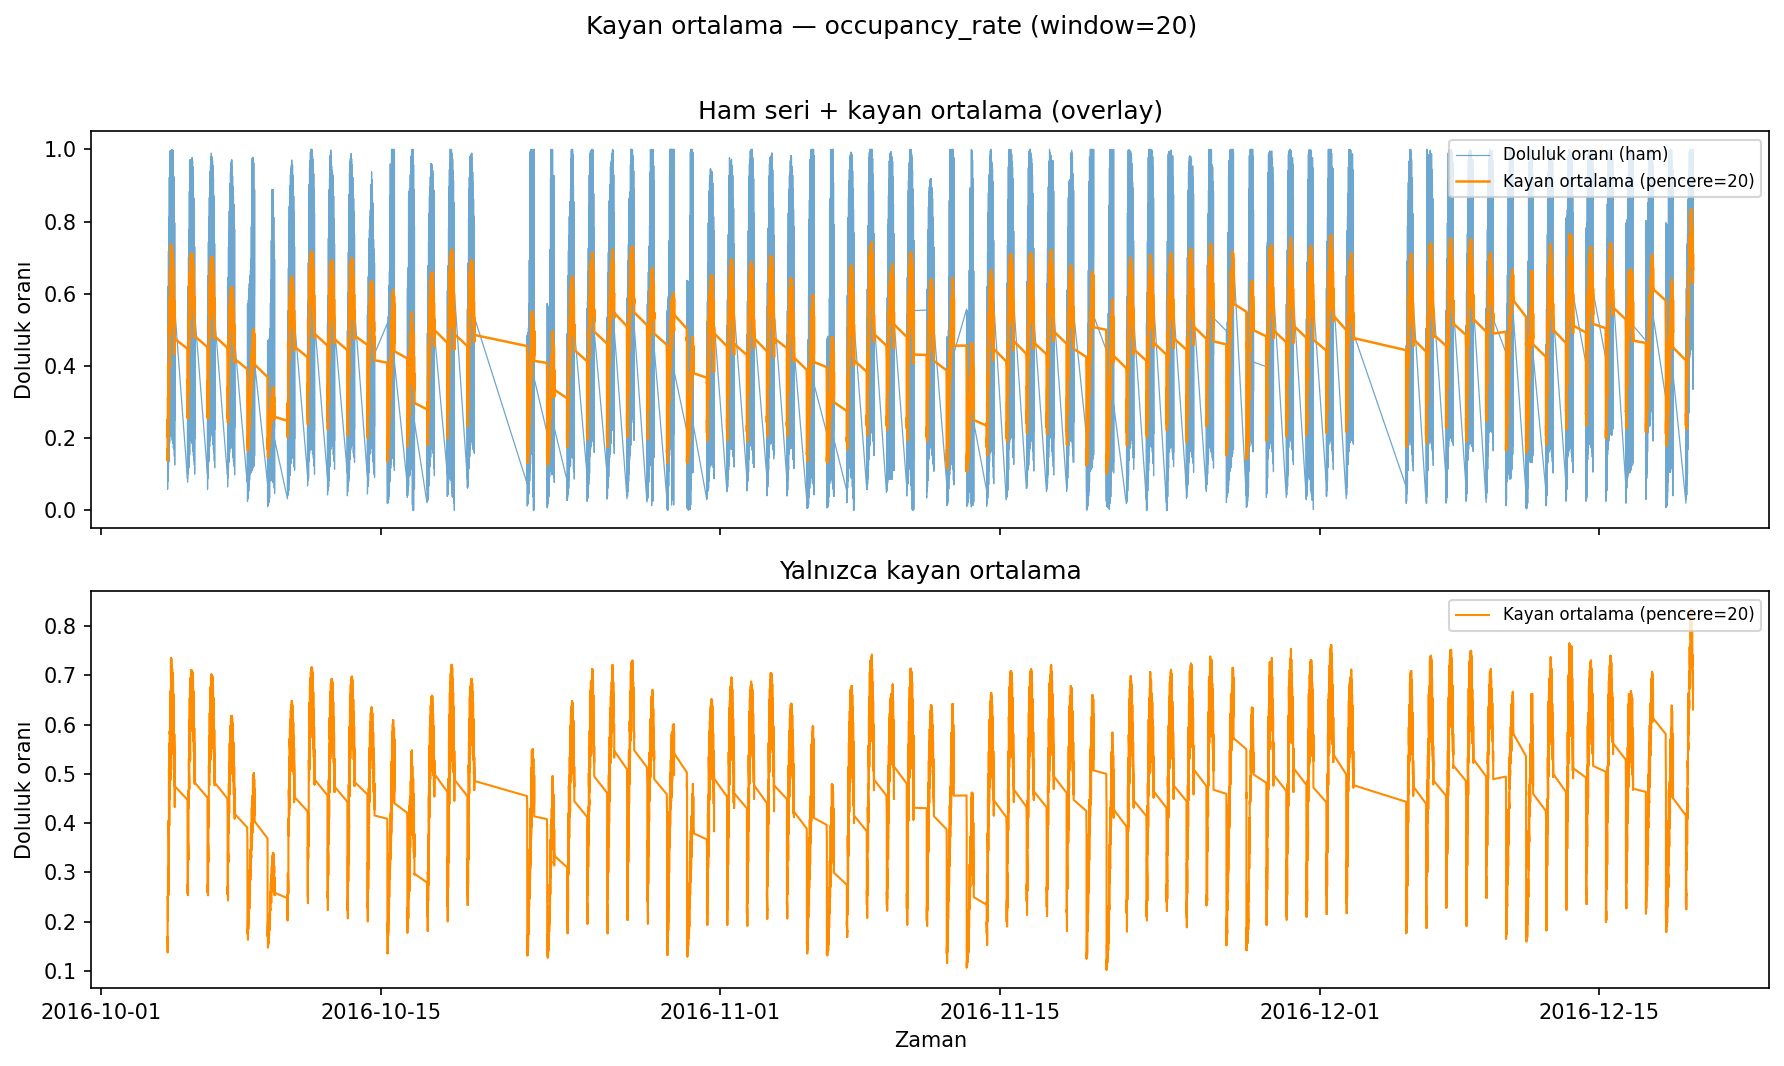 Kayan ortalama — occupancy_rate (window=20)
Ham seri + kayan ortalama (overlay)
Doluluk oranı
1.0
0.8
0.6
0.4
0.2
0.0
Doluluk oranı (ham)
Kayan ortalama (pencere=20)
Yalnızca kayan ortalama
Doluluk oranı
0.8
0.7
0.6
0.5
0.4
0.3
0.2
0.1
Kayan ortalama (pencere=20)
2016-10-01
2016-10-15
2016-11-01
2016-11-15
2016-12-01
2016-12-15
Zaman